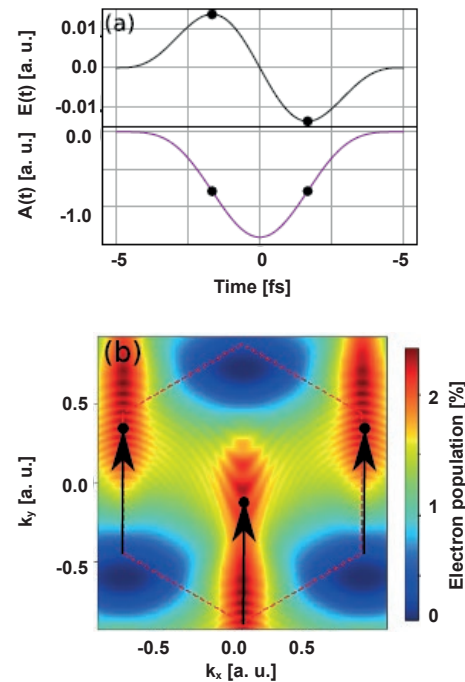 (a)
E(t) [a. u.]
0.01
0.0
-0.01
A(t) [a. u.]
0.0
-1.0
-5 0 -5
Time [fs]
(b)
k_y [a. u.]
0.5
0.0
-0.5
-0.5 0.0 0.5
k_x [a. u.]
2
1
0
Electron population [%]